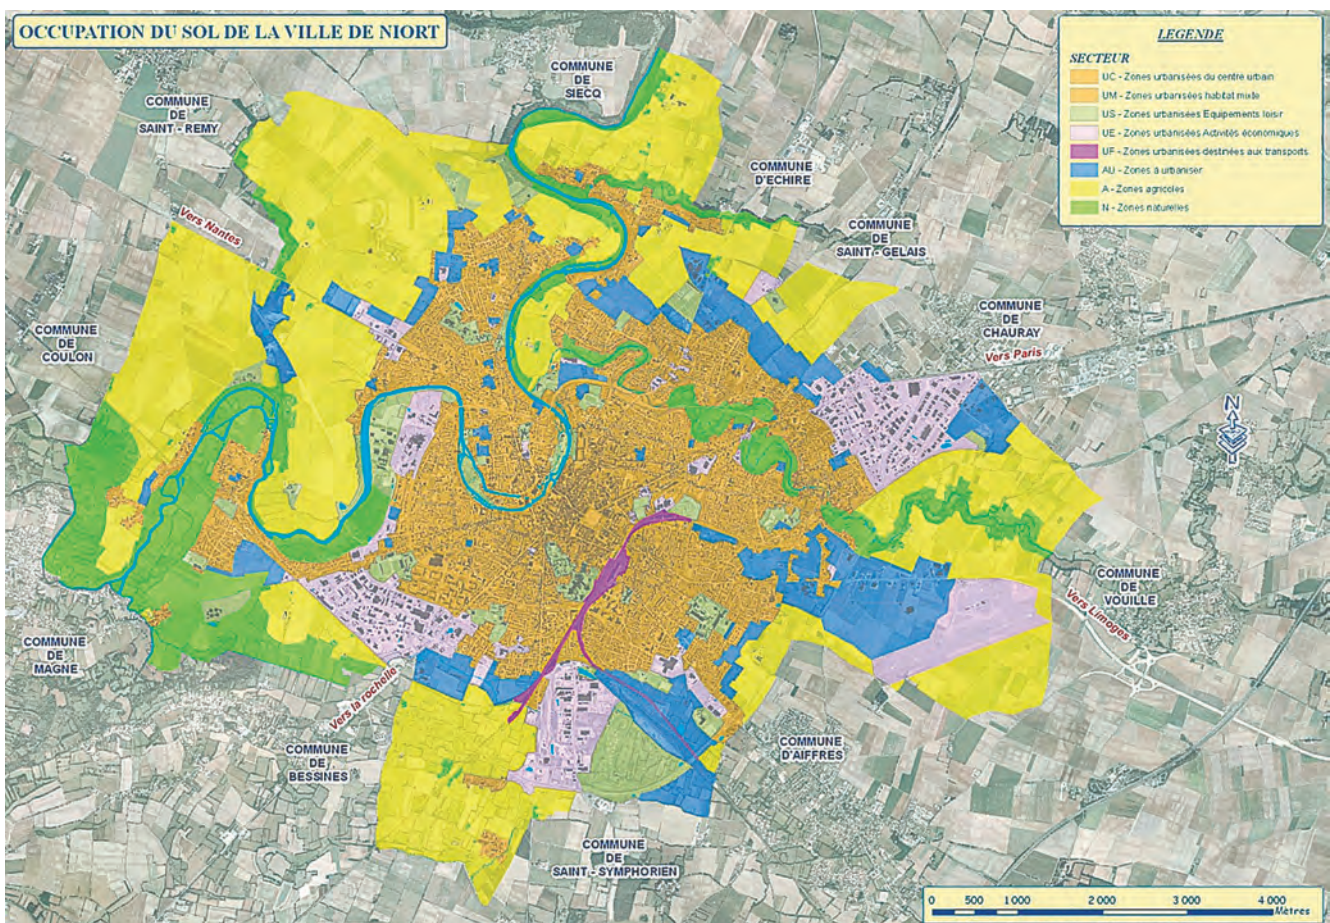 OCCUPATION DU SOL DE LA VILLE DE NIORT
LEGENDE
SECTEUR
UC - Zones urbanisées du centre urbain
UM - Zones urbanisées habitat mixte
US - Zones urbanisées Equipements loisir
UE - Zones urbanisées Activités économiques
UF - Zones urbanisées destinées aux transports
AU - Zones à urbaniser
A - Zones agricoles
N - Zones naturelles
COMMUNE
DE
SIECQ
COMMUNE
DE
SAINT - REMY
COMMUNE
D'ECHIRE
COMMUNE
DE
SAINT - GELAIS
Vers Nantes
COMMUNE
DE
COULON
COMMUNE
DE
CHAURAY
Vers Paris
N
COMMUNE
DE
VOUILLE
Vers Limoges
COMMUNE
DE
MAGNE
Vers la rochelle
COMMUNE
DE
BESSINES
COMMUNE
D'AIFFRES
COMMUNE
DE
SAINT - SYMPHORIEN
0 500 1 000 2 000 3 000 4 000
Mètres